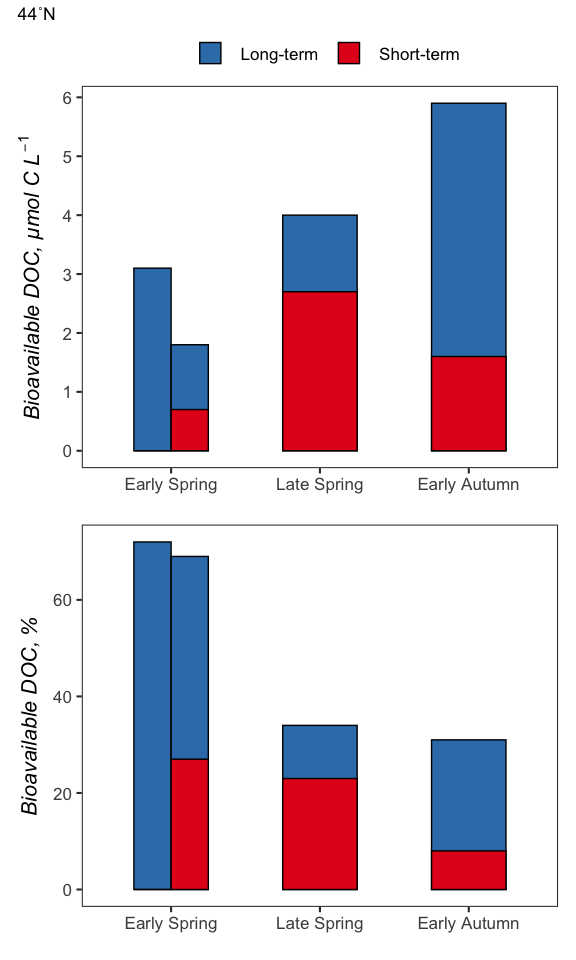 44°N
Long-term Short-term
Bioavailable DOC, µmol C L⁻¹
6
5
4
3
2
1
0
Early Spring Late Spring Early Autumn
Bioavailable DOC, %
60
40
20
0
Early Spring Late Spring Early Autumn